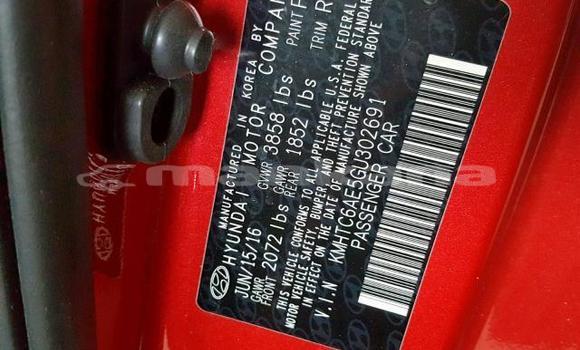 MANUFACTURED IN KOREA BY
HYUNDAI MOTOR COMPAN
JUN/15/16 GVWR 3858 lbs PAINT
GAWR FRONT 2072 lbs GAWR REAR 1852 lbs TRIM R
THIS VEHICLE CONFORMS TO ALL APPLICABLE U.S.A. FEDERAL
MOTOR VEHICLE SAFETY, BUMPER, AND THEFT PREVENTION STANDARDS
IN EFFECT ON THE DATE OF MANUFACTURE SHOWN ABOVE
V.I.N KMHTC6AE5GU302691
PASSENGER CAR